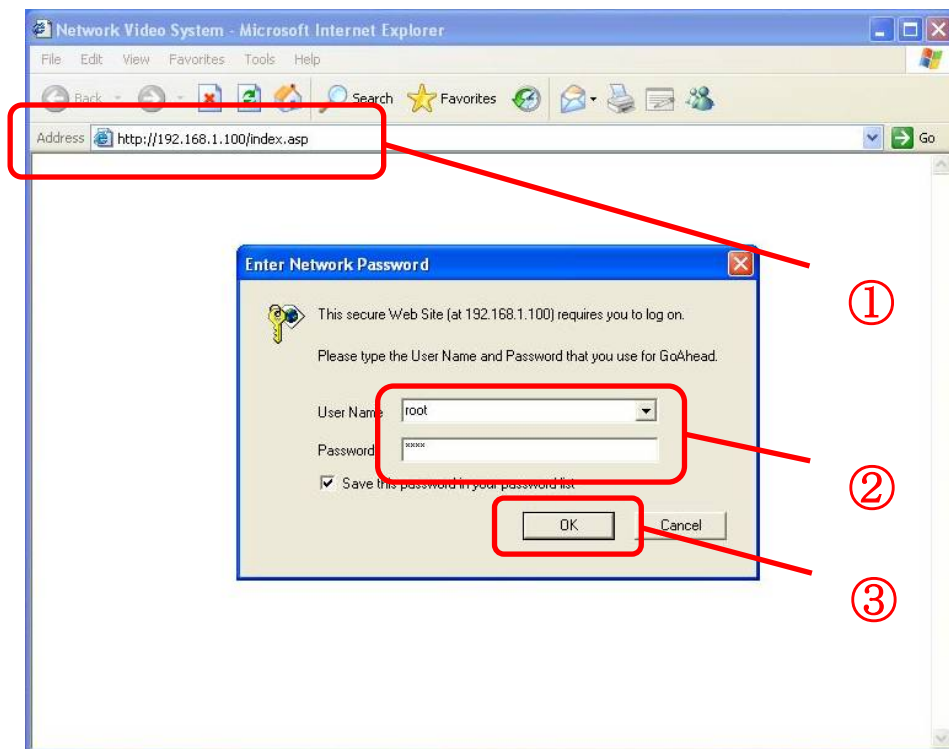 Network Video System - Microsoft Internet Explorer
File Edit View Favorites Tools Help
Back Search Favorites
Address http://192.168.1.100/index.asp Go
Enter Network Password
This secure Web Site (at 192.168.1.100) requires you to log on.
①
Please type the User Name and Password that you use for GoAhead.
User Name root
Password xxxx
②
Save this password in your password list
OK Cancel
③